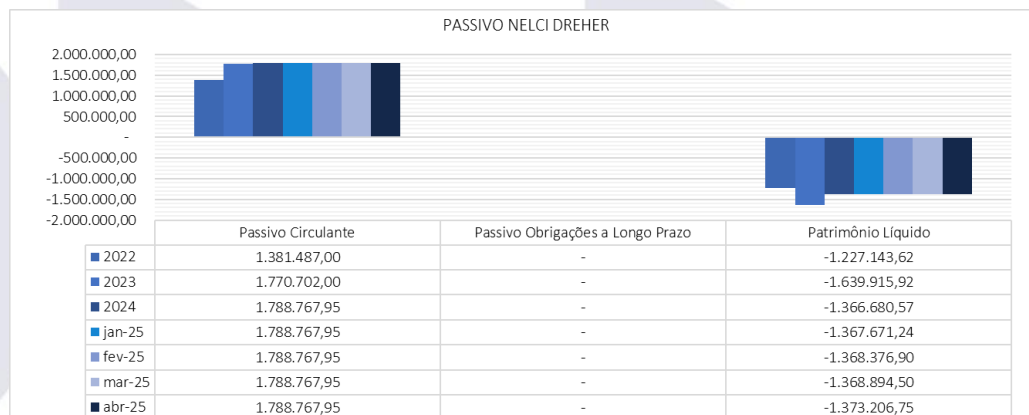 PASSIVO NELCI DREHER
2.000.000,00
1.500.000,00
1.000.000,00
500.000,00
-
-500.000,00
-1.000.000,00
-1.500.000,00
-2.000.000,00
Passivo Circulante Passivo Obrigações a Longo Prazo Patrimônio Líquido
2022 1.381.487,00 - -1.227.143,62
2023 1.770.702,00 - -1.639.915,92
2024 1.788.767,95 - -1.366.680,57
jan-25 1.788.767,95 - -1.367.671,24
fev-25 1.788.767,95 - -1.368.376,90
mar-25 1.788.767,95 - -1.368.894,50
abr-25 1.788.767,95 - -1.373.206,75